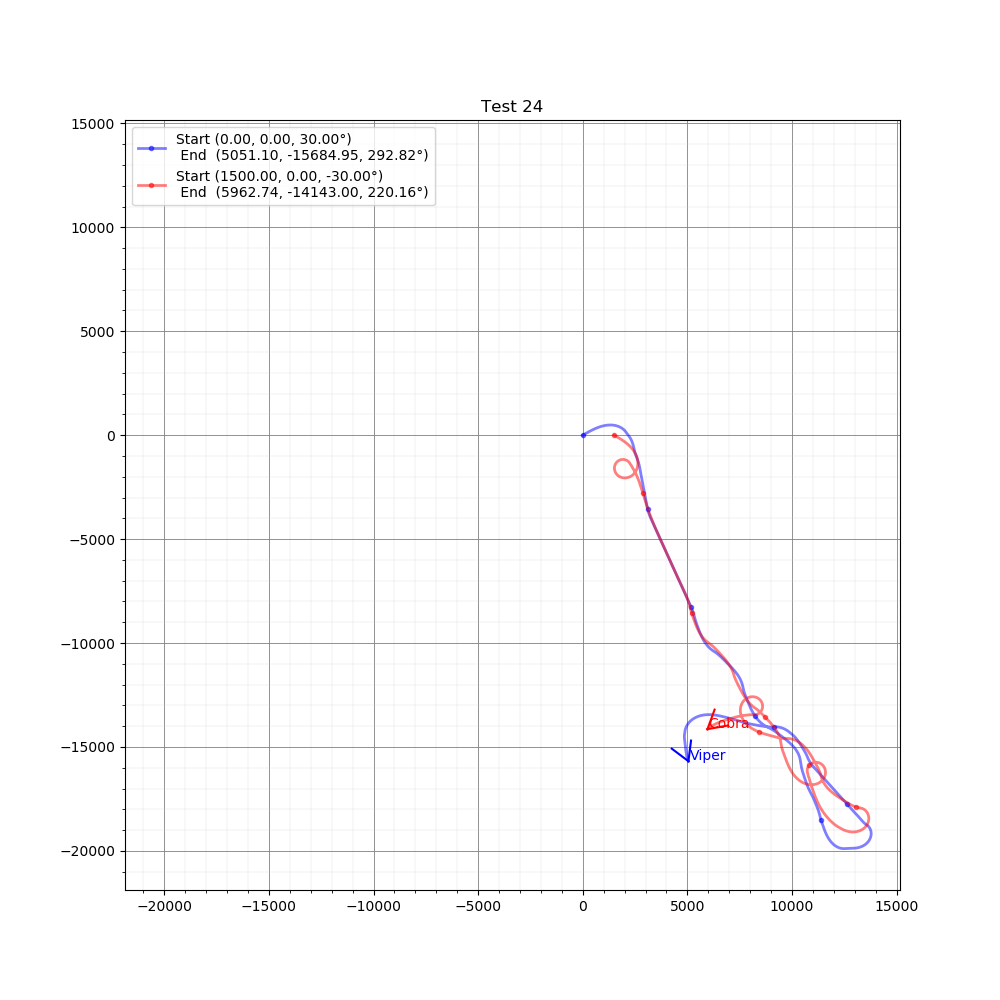 Test 24
Start (0.00, 0.00, 30.00°)
End (5051.10, -15684.95, 292.82°)
Start (1500.00, 0.00, -30.00°)
End (5962.74, -14143.00, 220.16°)
15000
10000
5000
0
−5000
−10000
−15000
−20000
Cobra
Viper
−20000 −15000 −10000 −5000 0 5000 10000 15000